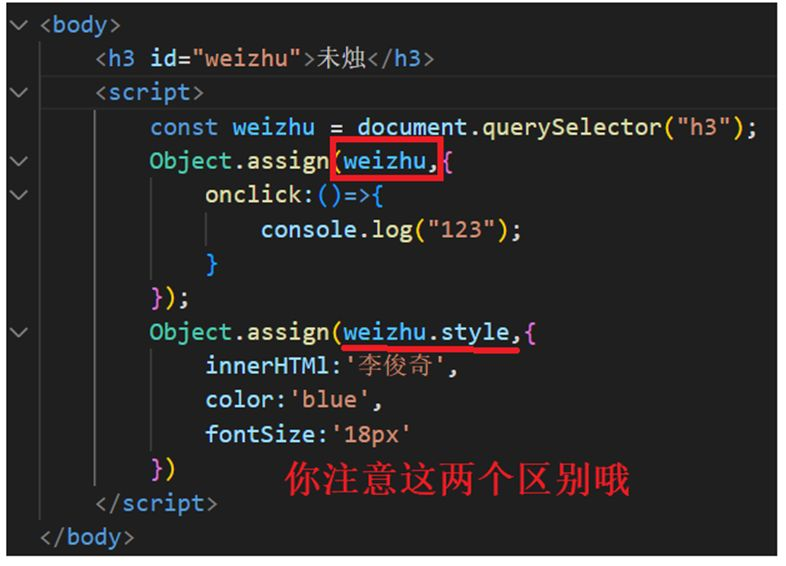 <body>
<h3 id="weizhu">未烛</h3>
<script>
const weizhu = document.querySelector("h3");
Object.assign(weizhu,{
onclick:()=>{
console.log("123");
}
});
Object.assign(weizhu.style,{
innerHTMl:'李俊奇',
color:'blue',
fontSize:'18px'
})
你注意这两个区别哦
</script>
</body>